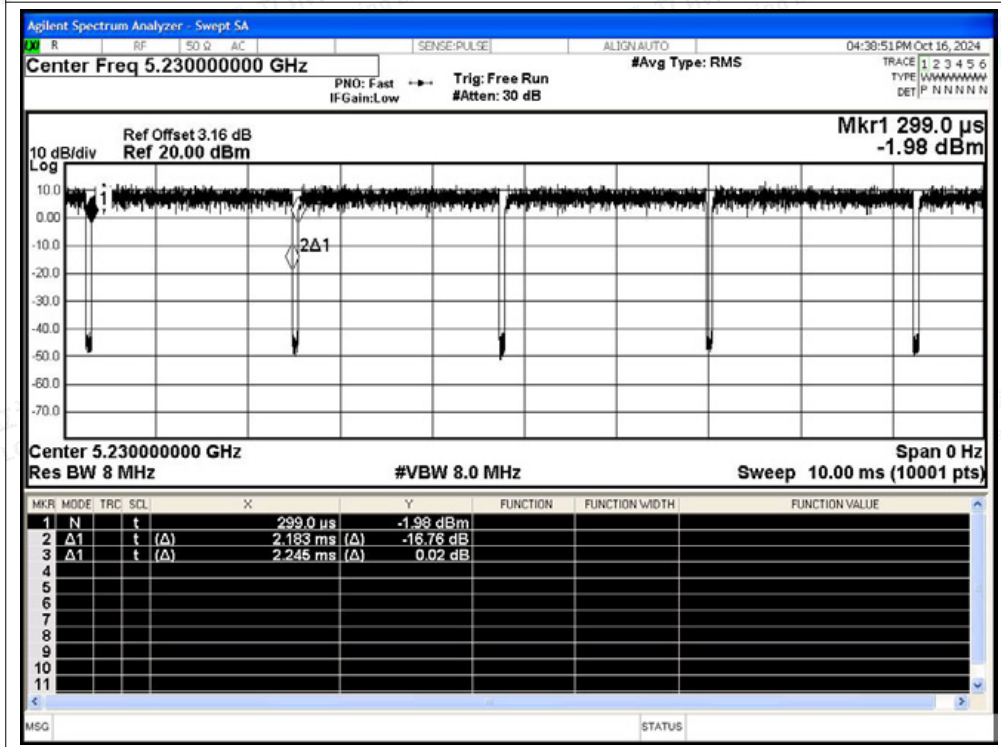 Agilent Spectrum Analyzer - Swept SA
R RF 50 Ω AC SENSE:PULSE ALIGN AUTO 04:38:51 PM Oct 16, 2024
Center Freq 5.230000000 GHz #Avg Type: RMS TRACE 1 2 3 4 5 6
PNO: Fast Trig: Free Run TYPE WWWWWW
IFGain:Low #Atten: 30 dB DET P N N N N N
Ref Offset 3.16 dB Mkr1 299.0 µs
10 dB/div Ref 20.00 dBm -1.98 dBm
Log
10.0
0.00
-10.0
-20.0
-30.0
-40.0
-50.0
-60.0
-70.0
1
2Δ1
Center 5.230000000 GHz Span 0 Hz
Res BW 8 MHz #VBW 8.0 MHz Sweep 10.00 ms (10001 pts)
MKR MODE TRC SCL X Y FUNCTION FUNCTION WIDTH FUNCTION VALUE
1 N t 299.0 µs -1.98 dBm
2 Δ1 t (Δ) 2.183 ms (Δ) -16.76 dB
3 Δ1 t (Δ) 2.245 ms (Δ) 0.02 dB
4
5
6
7
8
9
10
11
MSG STATUS